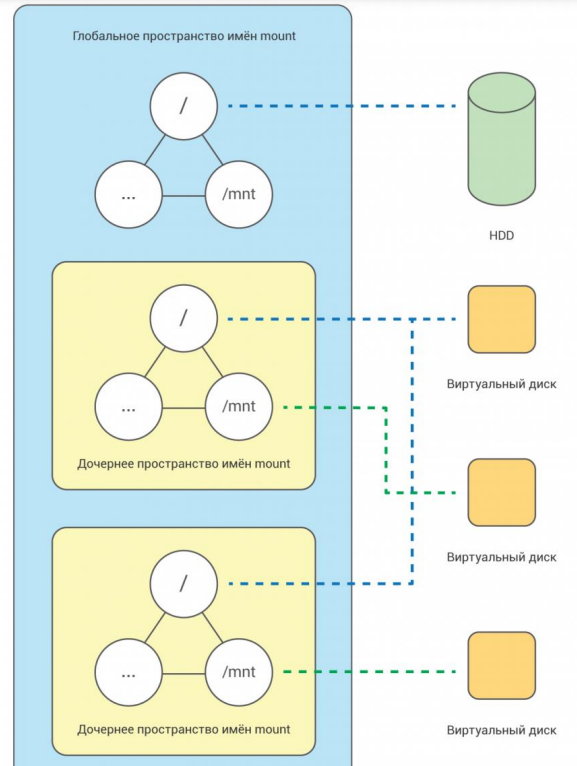 Глобальное пространство имён mount
/
...
/mnt
HDD
/
...
/mnt
Виртуальный диск
Дочернее пространство имён mount
Виртуальный диск
/
...
/mnt
Дочернее пространство имён mount
Виртуальный диск